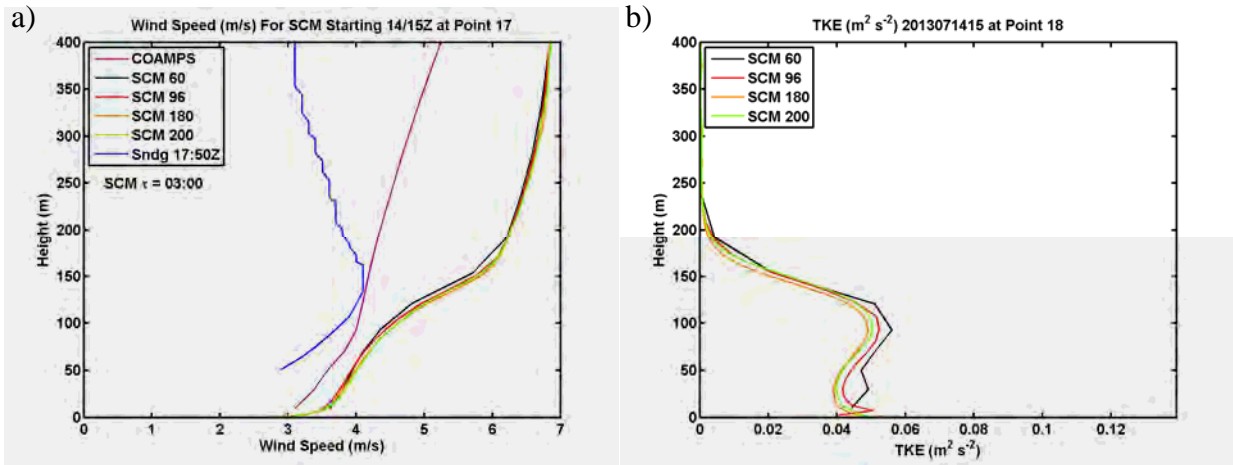 a)
Wind Speed (m/s) For SCM Starting 14/15Z at Point 17
400
350
300
250
200
150
100
50
0
Height (m)
COAMPS
SCM 60
SCM 96
SCM 180
SCM 200
Sndg 17:50Z
SCM τ = 03:00
0 1 2 3 4 5 6 7
Wind Speed (m/s)
b)
TKE (m² s⁻²) 2013071415 at Point 18
400
350
300
250
200
150
100
50
0
Height (m)
SCM 60
SCM 96
SCM 180
SCM 200
0 0.02 0.04 0.06 0.08 0.1 0.12
TKE (m² s⁻²)